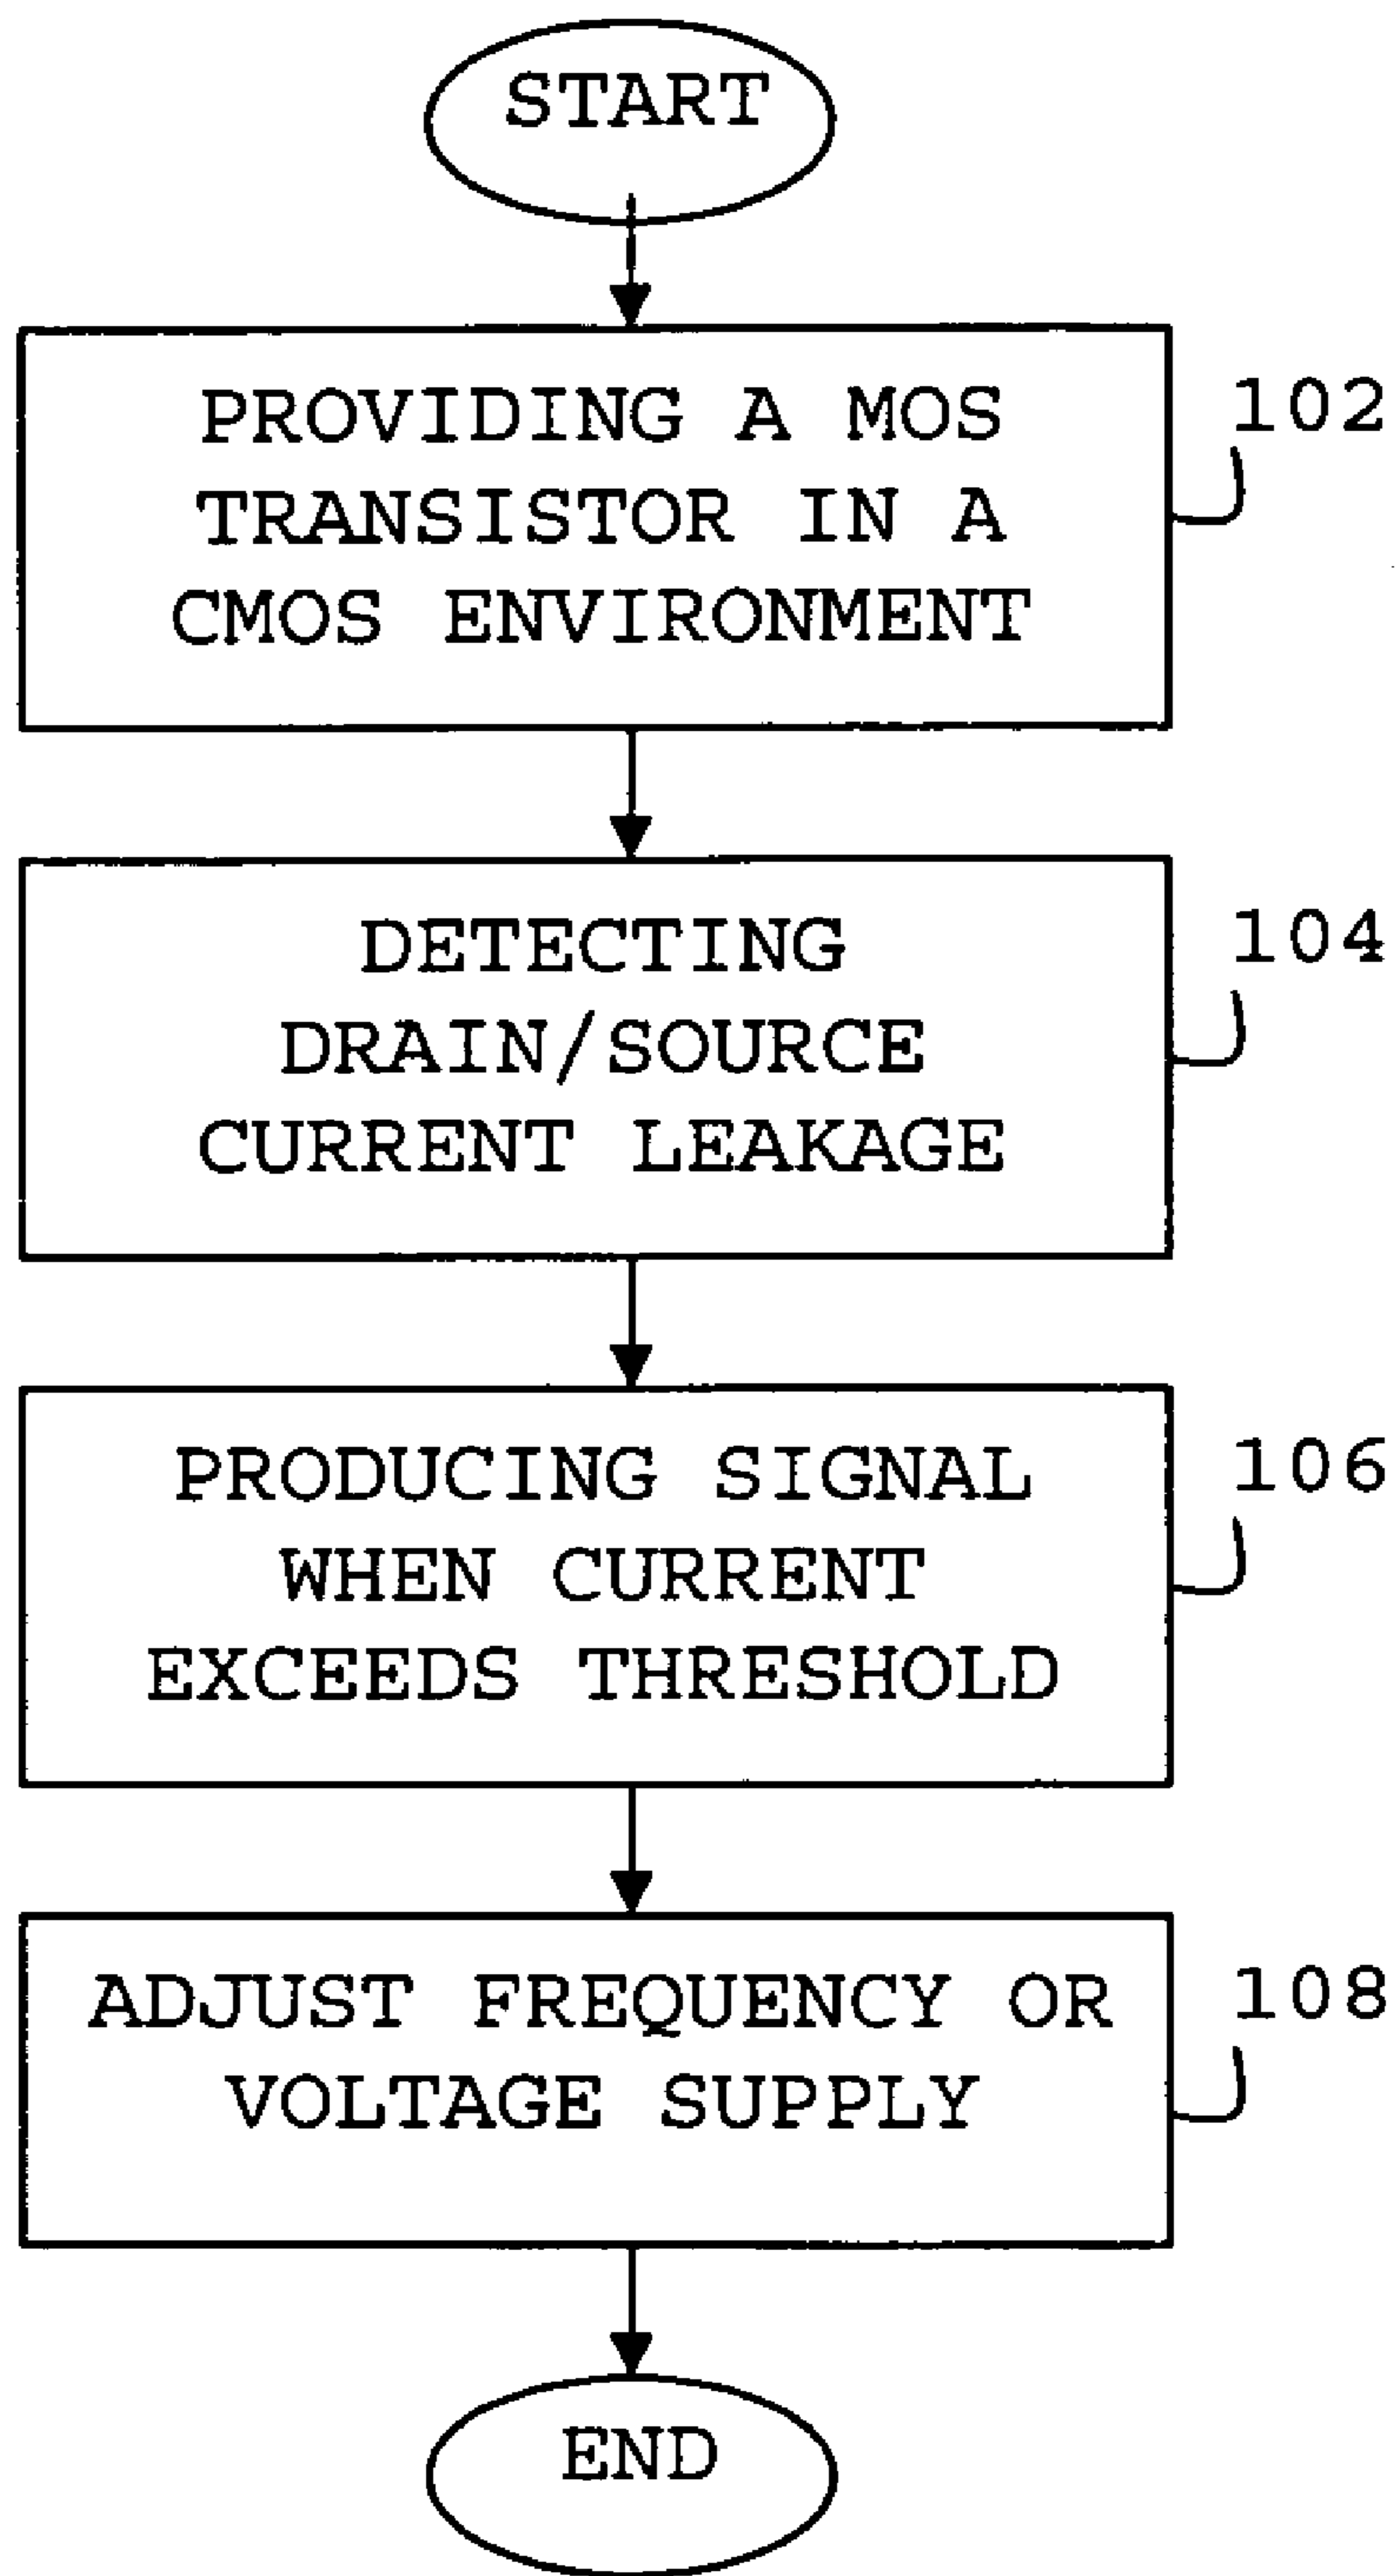 START
PROVIDING A MOS
TRANSISTOR IN A
CMOS ENVIRONMENT
102
DETECTING
DRAIN/SOURCE
CURRENT LEAKAGE
104
PRODUCING SIGNAL
WHEN CURRENT
EXCEEDS THRESHOLD
106
ADJUST FREQUENCY OR
VOLTAGE SUPPLY
108
END